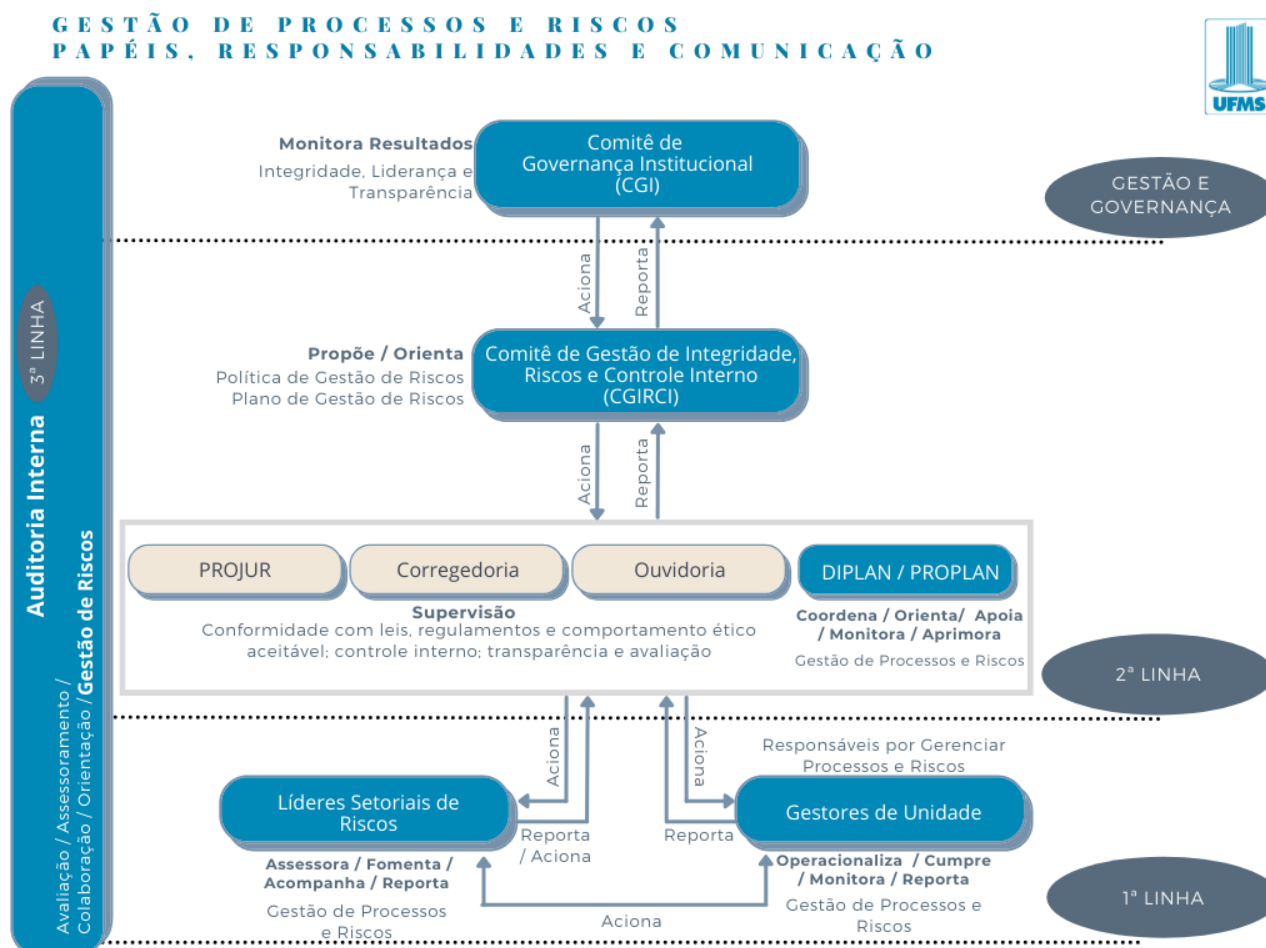 GESTÃO DE PROCESSOS E RISCOS
PAPÉIS, RESPONSABILIDADES E COMUNICAÇÃO
UFMS
Monitora Resultados
Integridade, Liderança e
Transparência
Comitê de
Governança Institucional
(CGI)
GESTÃO E
GOVERNANÇA
Aciona
Reporta
Propõe / Orienta
Política de Gestão de Riscos
Plano de Gestão de Riscos
Comitê de Gestão de Integridade,
Riscos e Controle Interno
(CGIRCI)
Aciona
Reporta
3ª LINHA
Auditoria Interna
Avaliação / Assessoramento /
Colaboração / Orientação / Gestão de Riscos
PROJUR
Corregedoria
Ouvidoria
DIPLAN / PROPLAN
Supervisão
Conformidade com leis, regulamentos e comportamento ético
aceitável; controle interno; transparência e avaliação
Coordena / Orienta/ Apoia
/ Monitora / Aprimora
Gestão de Processos e Riscos
2ª LINHA
Aciona
Aciona
Responsáveis por Gerenciar
Processos e Riscos
Líderes Setoriais de
Riscos
Gestores de Unidade
Reporta
/ Aciona
Reporta
Assessora / Fomenta /
Acompanha / Reporta
Gestão de Processos
e Riscos
Operacionaliza / Cumpre
/ Monitora / Reporta
Gestão de Processos e
Riscos
Aciona
1ª LINHA